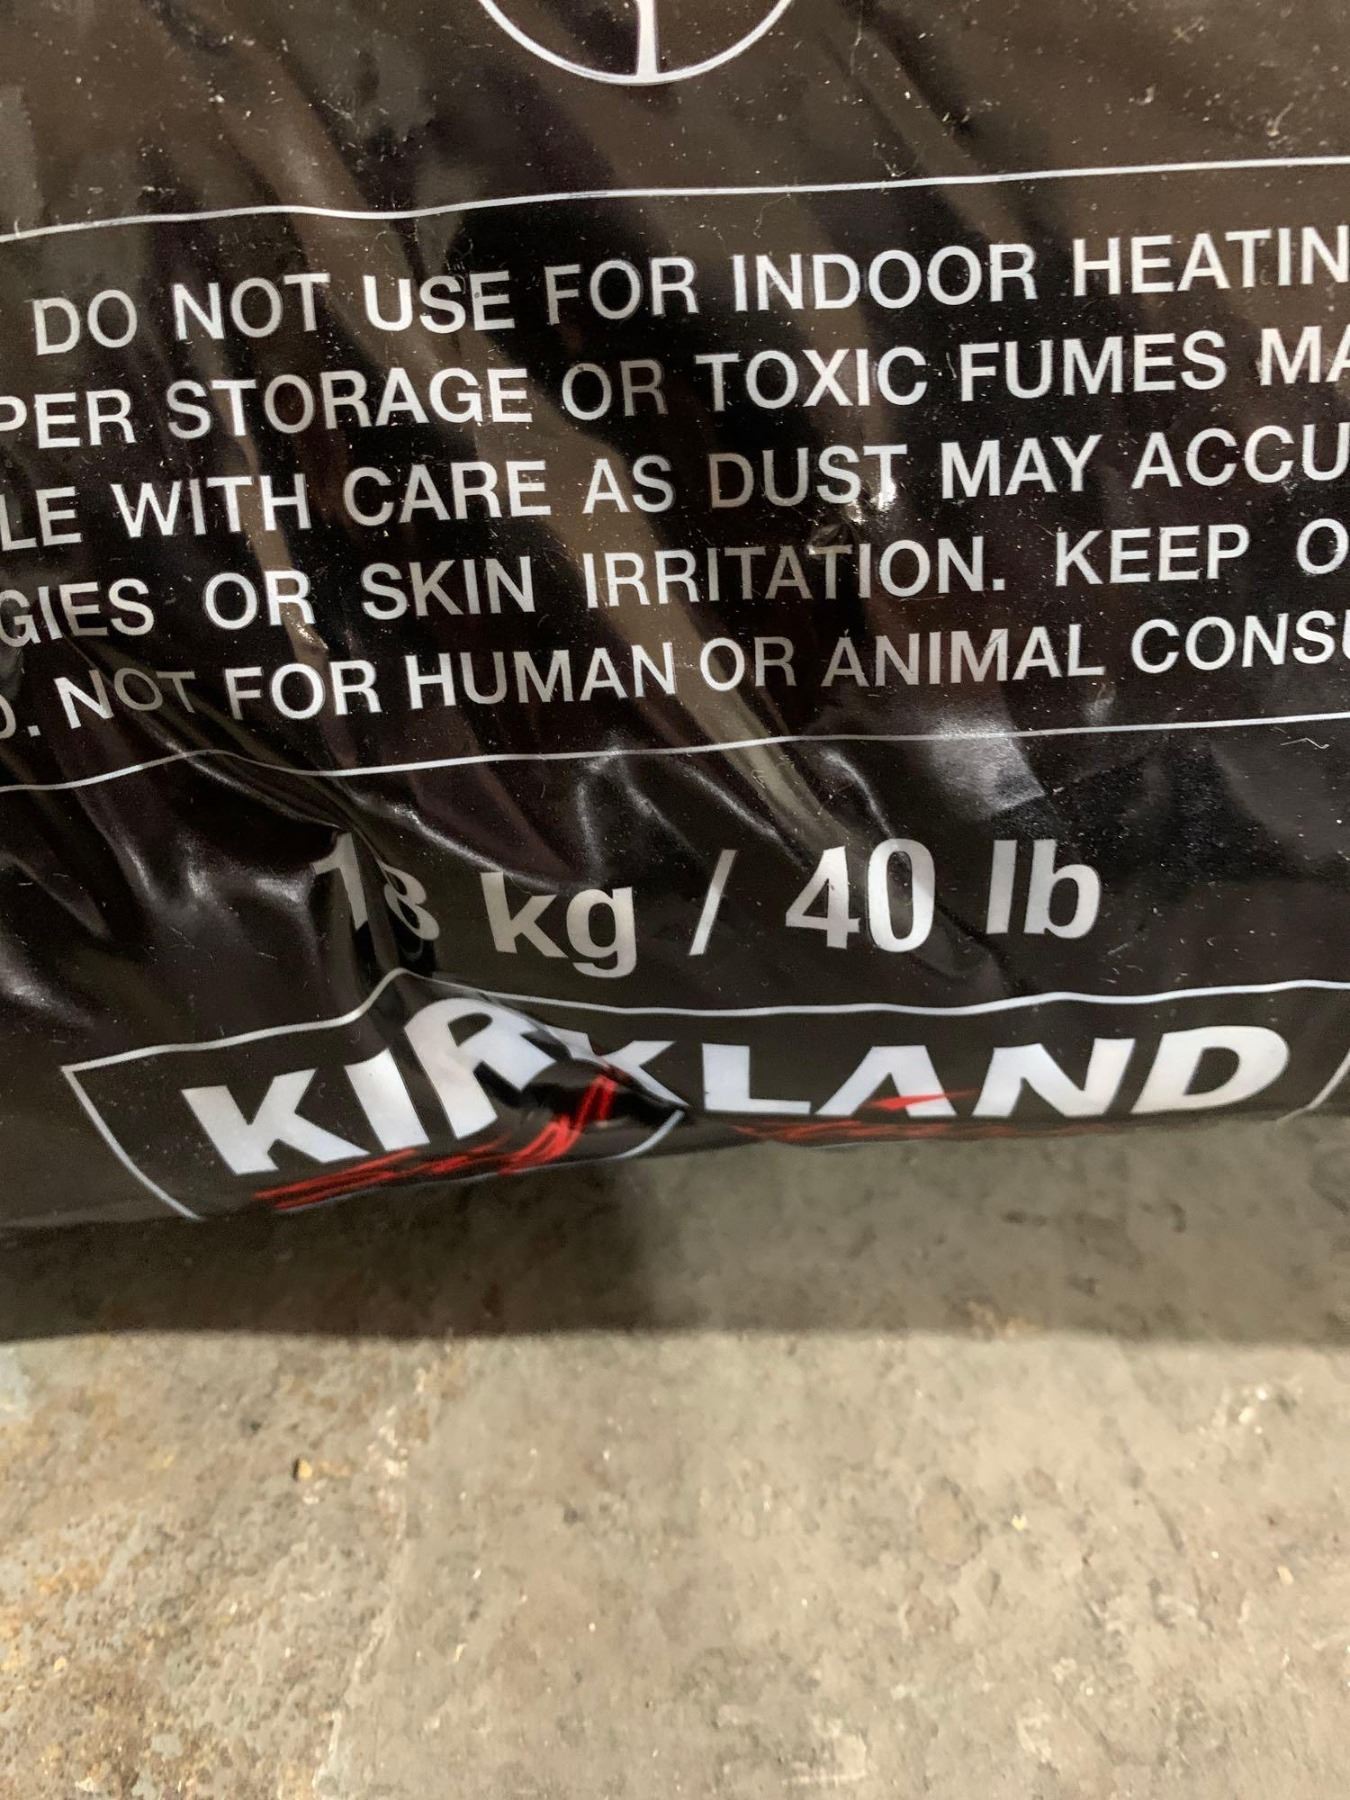 DO NOT USE FOR INDOOR HEATIN
PER STORAGE OR TOXIC FUMES MA
LE WITH CARE AS DUST MAY ACCU
GIES OR SKIN IRRITATION. KEEP O
D. NOT FOR HUMAN OR ANIMAL CONSU
18 kg / 40 lb
KIRKLAND